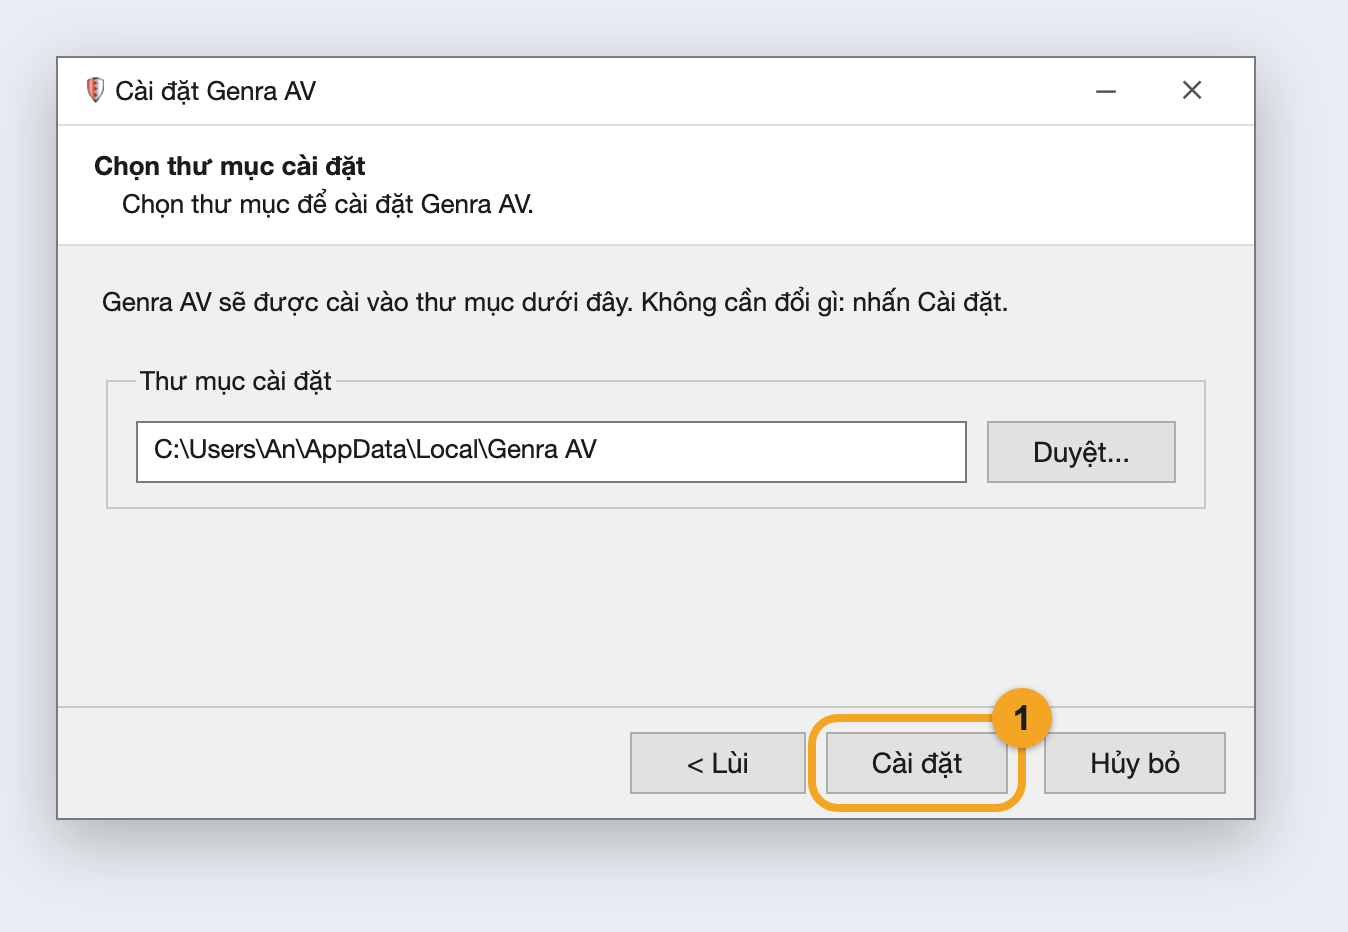 Cài đặt Genra AV
Chọn thư mục cài đặt
Chọn thư mục để cài đặt Genra AV.
Genra AV sẽ được cài vào thư mục dưới đây. Không cần đổi gì: nhấn Cài đặt.
Thư mục cài đặt
C:\Users\An\AppData\Local\Genra AV
Duyệt...
1
< Lùi
Cài đặt
Hủy bỏ